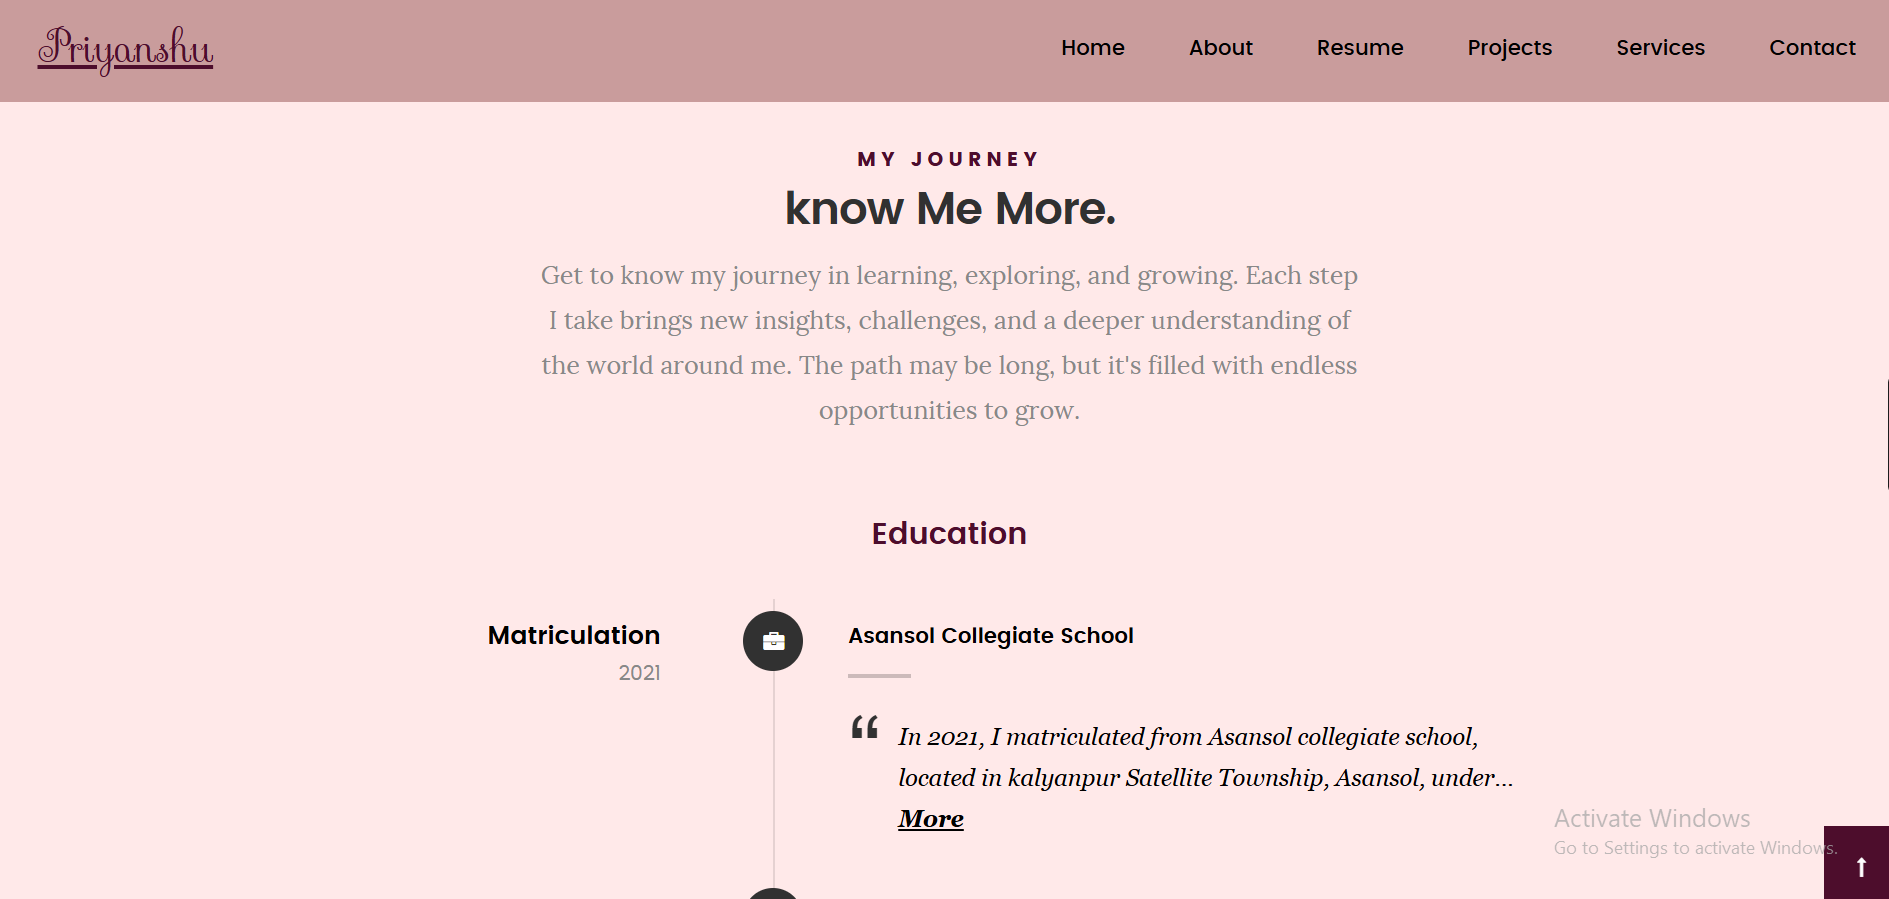 Priyanshu
Home About Resume Projects Services Contact
MY JOURNEY
know Me More.
Get to know my journey in learning, exploring, and growing. Each step
I take brings new insights, challenges, and a deeper understanding of
the world around me. The path may be long, but it's filled with endless
opportunities to grow.
Education
Matriculation
2021
Asansol Collegiate School
“ In 2021, I matriculated from Asansol collegiate school,
located in kalyanpur Satellite Township, Asansol, under...
More
Activate Windows
Go to Settings to activate Windows.